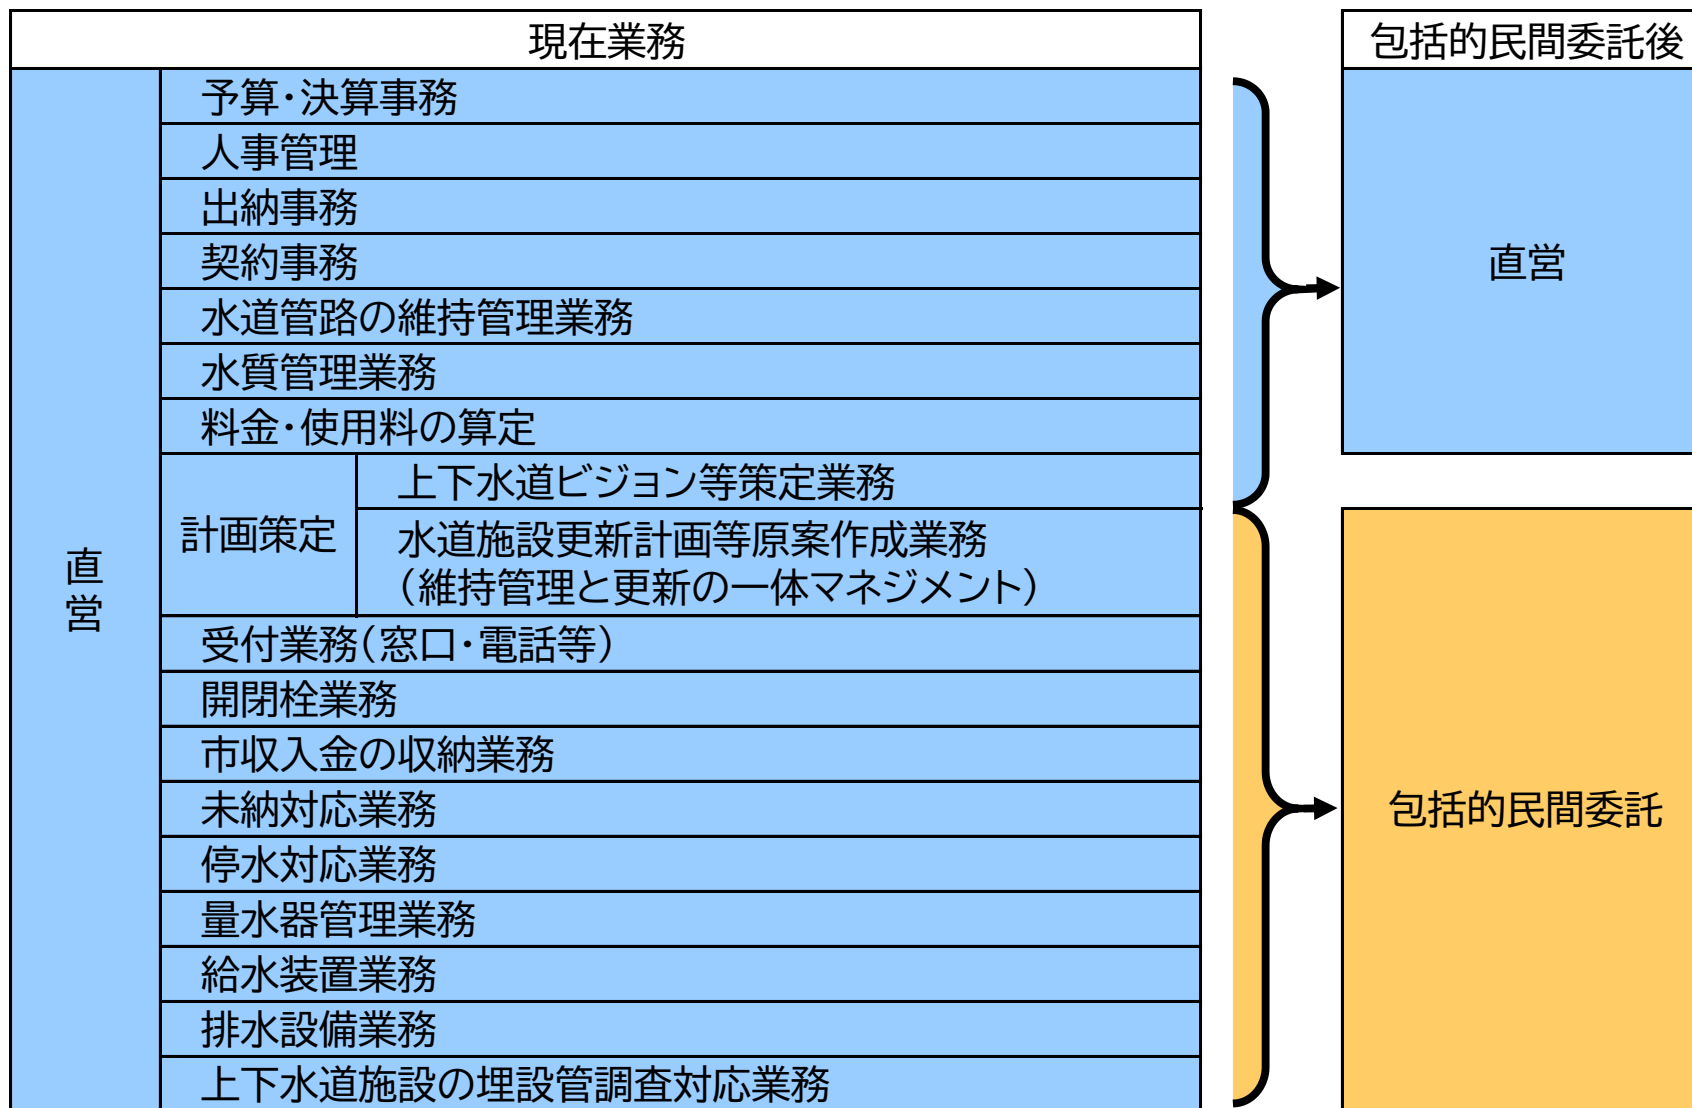 現在業務
包括的民間委託後
直営
予算・決算事務
人事管理
出納事務
契約事務
水道管路の維持管理業務
水質管理業務
料金・使用料の算定
計画策定
上下水道ビジョン等策定業務
水道施設更新計画等原案作成業務
（維持管理と更新の一体マネジメント）
受付業務（窓口・電話等）
開閉栓業務
市収入金の収納業務
未納対応業務
停水対応業務
量水器管理業務
給水装置業務
排水設備業務
上下水道施設の埋設管調査対応業務
直営
包括的民間委託